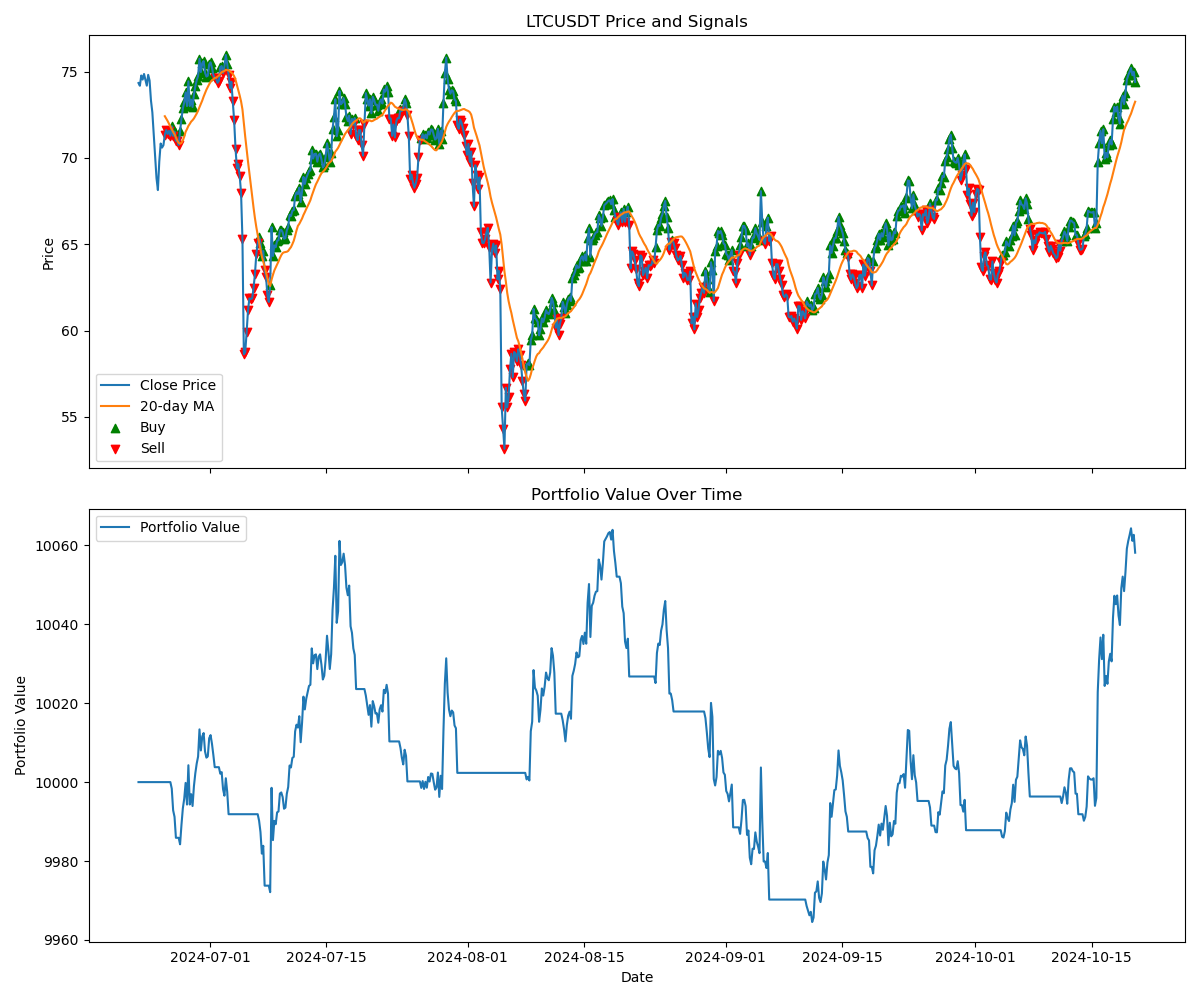 LTCUSDT Price and Signals
75
70
65
60
55
Price
Close Price
20-day MA
Buy
Sell
Portfolio Value Over Time
Portfolio Value
10060
10040
10020
10000
9980
9960
Portfolio Value
2024-07-01 2024-07-15 2024-08-01 2024-08-15 2024-09-01 2024-09-15 2024-10-01 2024-10-15
Date